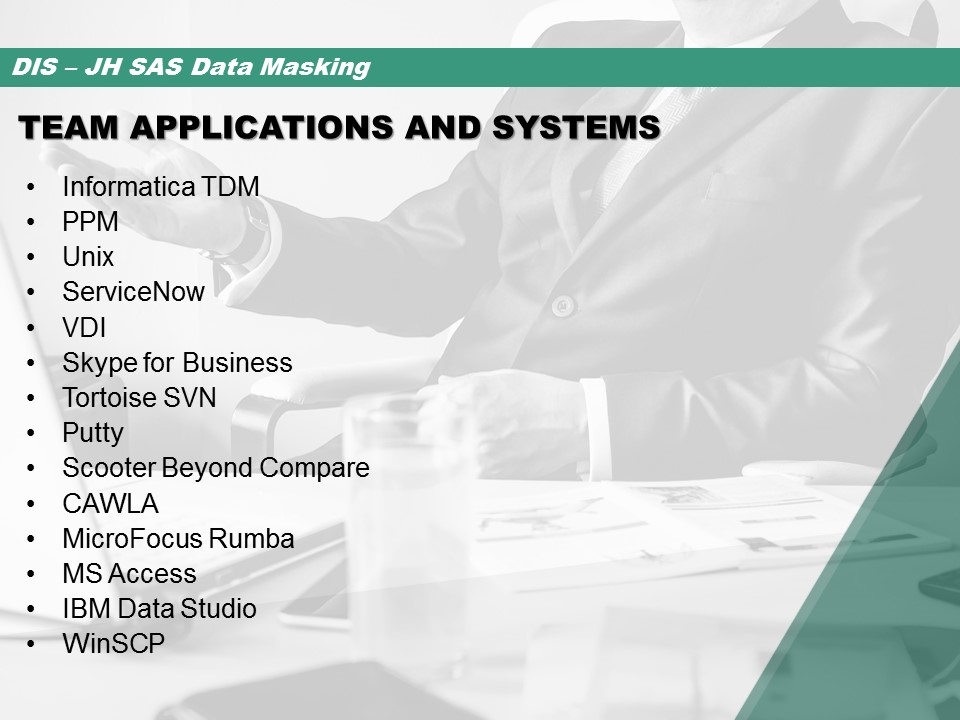 DIS – JH SAS Data Masking
TEAM APPLICATIONS AND SYSTEMS
• Informatica TDM
• PPM
• Unix
• ServiceNow
• VDI
• Skype for Business
• Tortoise SVN
• Putty
• Scooter Beyond Compare
• CAWLA
• MicroFocus Rumba
• MS Access
• IBM Data Studio
• WinSCP